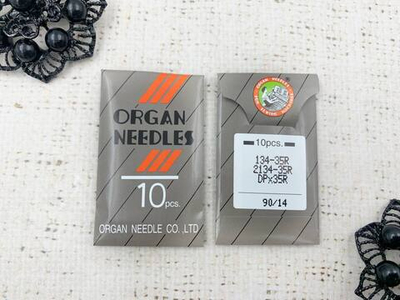 ORGAN
NEEDLES
10 pcs.
ORGAN NEEDLE CO.,LTD
10pcs.
134-35R
2134-35R
DPx35R
90/14